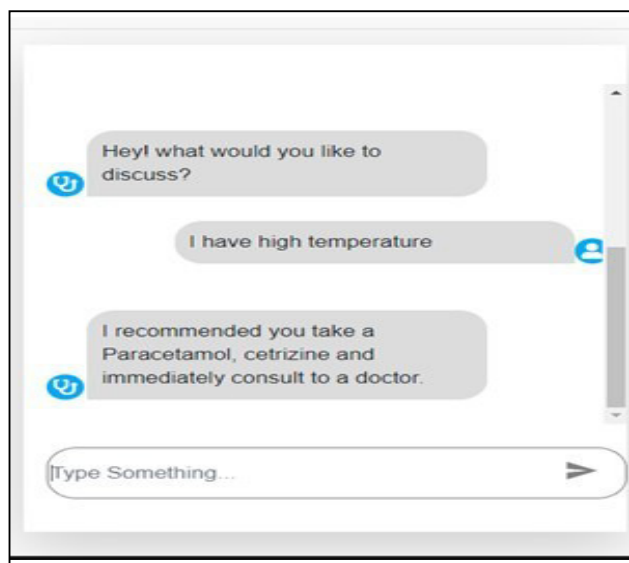 Hey! what would you like to
discuss?
I have high temperature
I recommended you take a
Paracetamol, cetrizine and
immediately consult to a doctor.
Type Something...